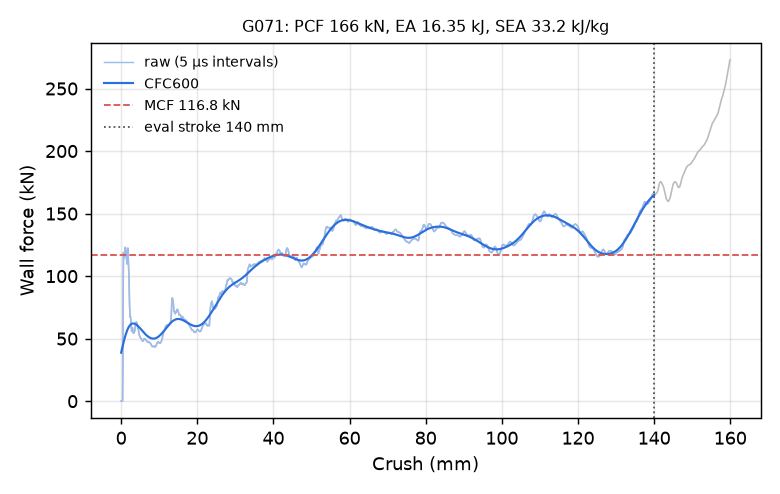 G071: PCF 166 kN, EA 16.35 kJ, SEA 33.2 kJ/kg
raw (5 µs intervals)
CFC600
MCF 116.8 kN
eval stroke 140 mm
Wall force (kN)
250
200
150
100
50
0
0 20 40 60 80 100 120 140 160
Crush (mm)